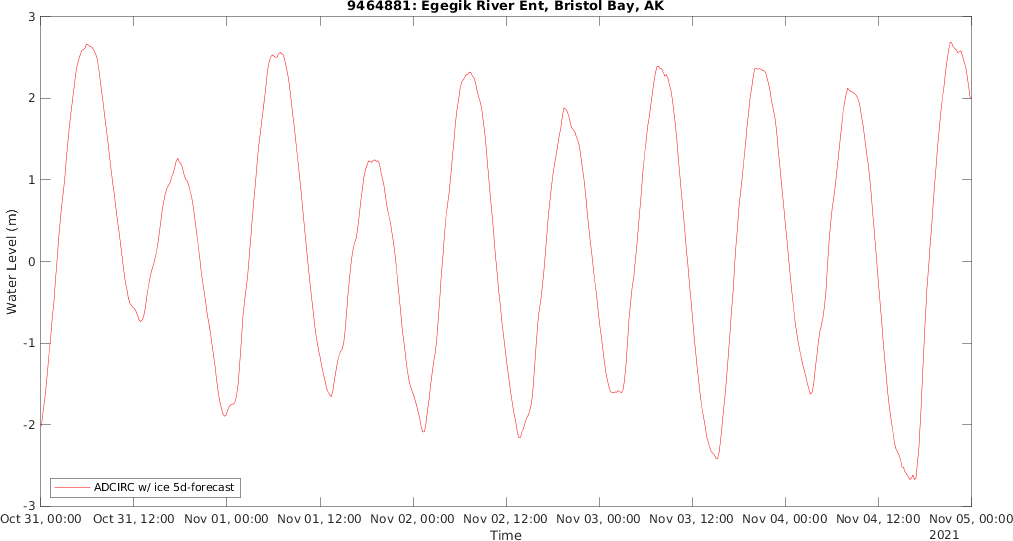 9464881: Egegik River Ent, Bristol Bay, AK
3
2
1
0
-1
-2
-3
Water Level (m)
ADCIRC w/ ice 5d-forecast
Oct 31, 00:00 Oct 31, 12:00 Nov 01, 00:00 Nov 01, 12:00 Nov 02, 00:00 Nov 02, 12:00 Nov 03, 00:00 Nov 03, 12:00 Nov 04, 00:00 Nov 04, 12:00 Nov 05, 00:00
Time
2021